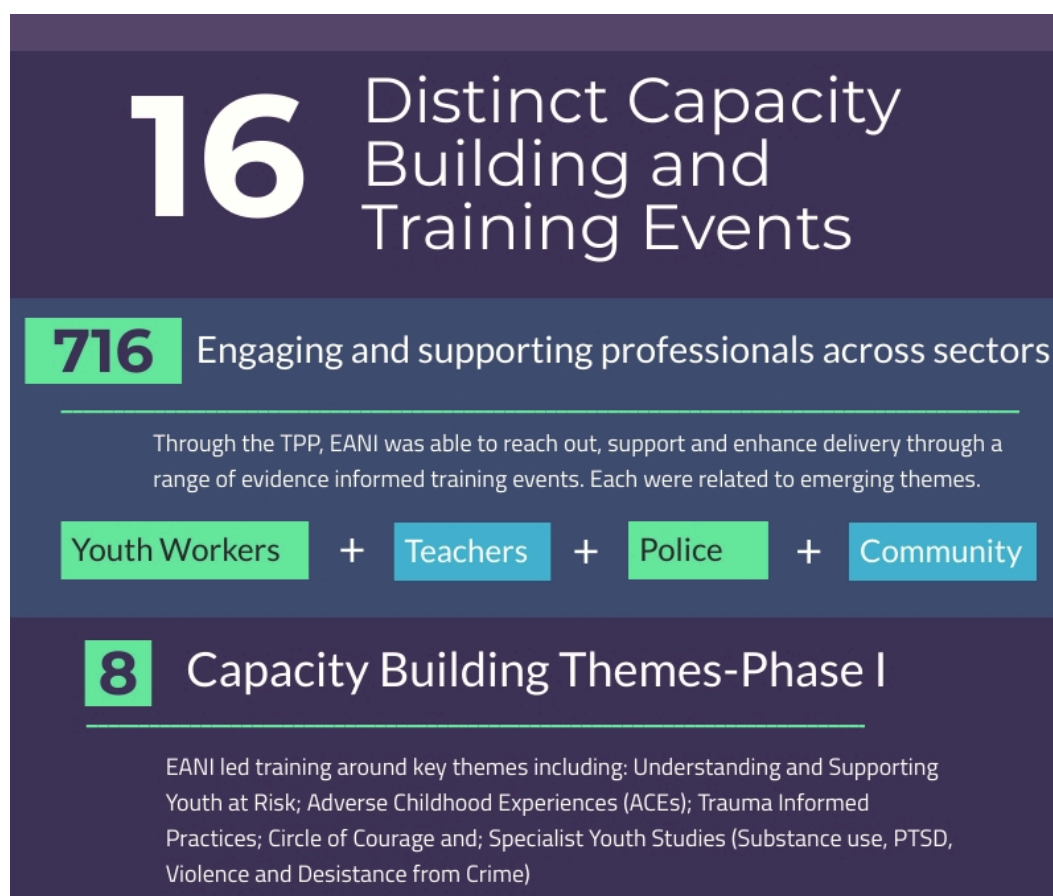 16
Distinct Capacity
Building and
Training Events
716 Engaging and supporting professionals across sectors
Through the TPP, EANI was able to reach out, support and enhance delivery through a
range of evidence informed training events. Each were related to emerging themes.
Youth Workers + Teachers + Police + Community
8 Capacity Building Themes-Phase I
EANI led training around key themes including: Understanding and Supporting
Youth at Risk; Adverse Childhood Experiences (ACEs); Trauma Informed
Practices; Circle of Courage and; Specialist Youth Studies (Substance use, PTSD,
Violence and Desistance from Crime)